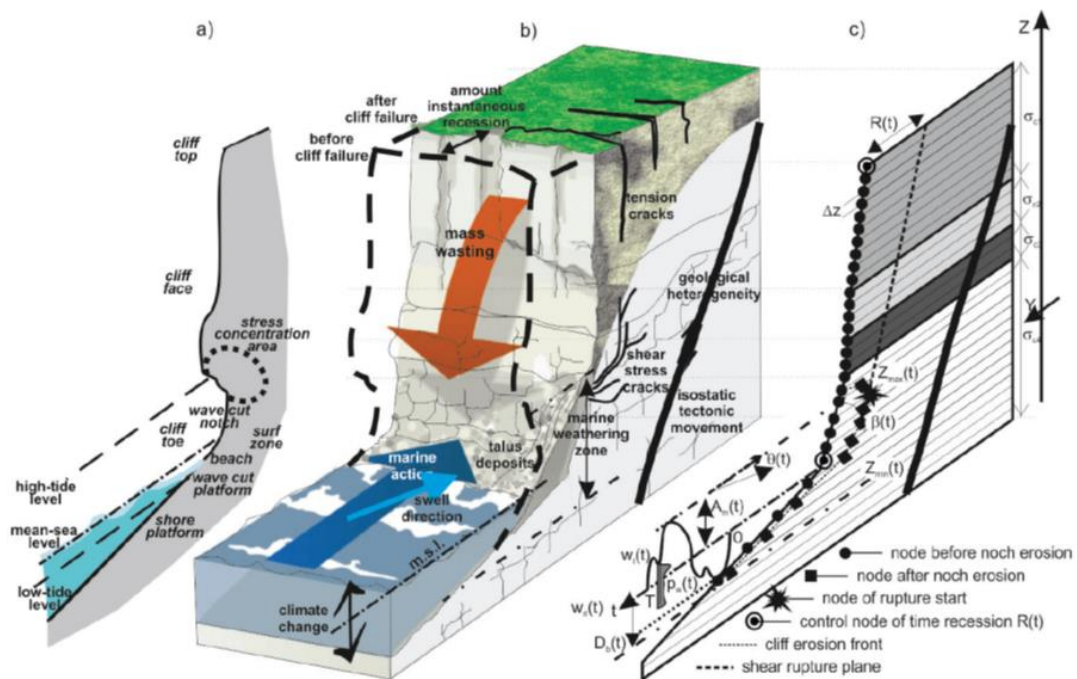 a)
cliff
top
cliff
face
stress
concentration
area
wave cut
notch
cliff
toe
surf
zone
beach
wave cut
platform
high-tide
level
shore
platform
mean-sea
level
low-tide
level
b)
amount
instantaneous
recession
after
cliff failure
before
cliff failure
tension
cracks
mass
wasting
geological
heterogeneity
shear
stress
cracks
isostatic
tectonic
movement
marine
weathering
zone
talus
deposits
marine
action
swell
direction
m.s.l.
climate
change
c)
Z
R(t)
Δz
Y
Zmax(t)
β(t)
Zmin(t)
θ(t)
Am(t)
0
T
t
Db(t)
node before noch erosion
node after noch erosion
node of rupture start
control node of time recession R(t)
cliff erosion front
shear rupture plane